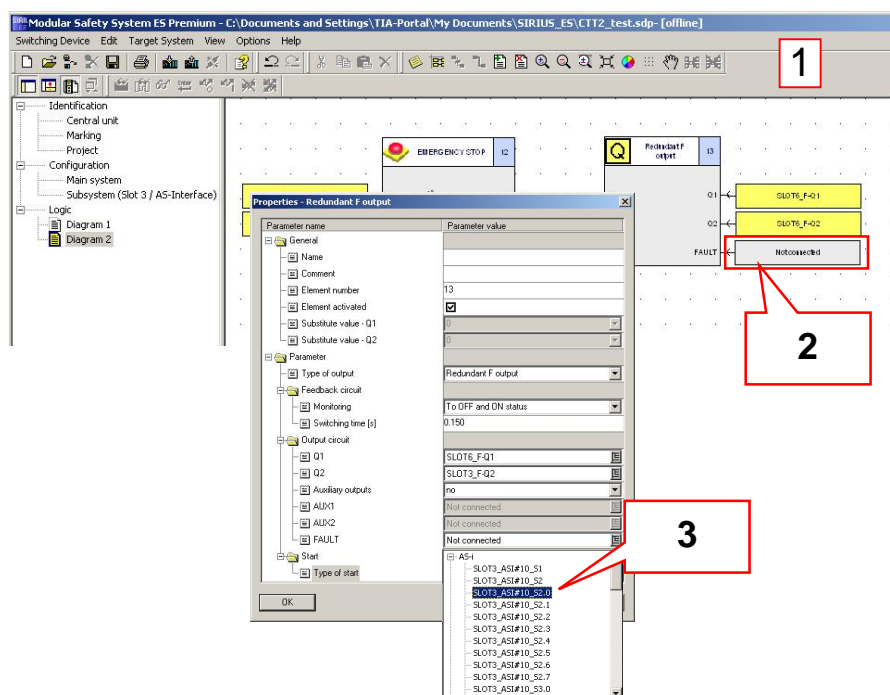 Modular Safety System ES Premium - C:\Documents and Settings\TIA-Portal\My Documents\SIRIUS_ES\CTT2_test.sdp- [offline]
Switching Device Edit Target System View Options Help
1
Identification
Central unit
Marking
Project
Configuration
Main system
Subsystem (Slot 3 / AS-Interface)
Logic
Diagram 1
Diagram 2
EMERGENCY STOP 12
Q Redundant F output 13
Q1 SLOT6_F-Q1
Q2 SLOT6_F-Q2
FAULT Not connected
2
Properties - Redundant F output
Parameter name Parameter value
General
Name
Comment
Element number 13
Element activated
Substitute value - Q1 0
Substitute value - Q2 0
Parameter
Type of output Redundant F output
Feedback circuit
Monitoring To OFF and ON status
Switching time [s] 0.150
Output circuit
Q1 SLOT6_F-Q1
Q2 SLOT3_F-Q2
Auxiliary outputs no
AUX1 Not connected
AUX2 Not connected
FAULT Not connected
Start AS-i
Type of start
SLOT3_ASI#10_S1
SLOT3_ASI#10_S2
SLOT3_ASI#10_S2.0
SLOT3_ASI#10_S2.1
SLOT3_ASI#10_S2.2
SLOT3_ASI#10_S2.3
SLOT3_ASI#10_S2.4
SLOT3_ASI#10_S2.5
SLOT3_ASI#10_S2.6
SLOT3_ASI#10_S2.7
SLOT3_ASI#10_S3.0
OK
3